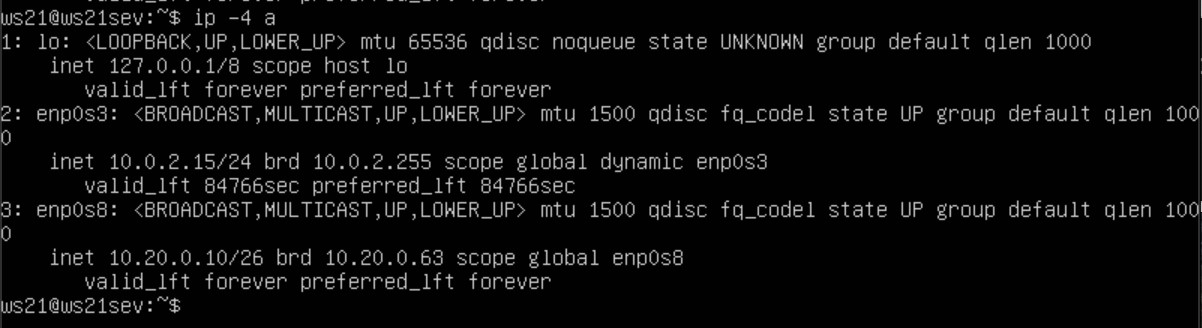 ws21@ws21sev:~$ ip -4 a
1: lo: <LOOPBACK,UP,LOWER_UP> mtu 65536 qdisc noqueue state UNKNOWN group default qlen 1000
    inet 127.0.0.1/8 scope host lo
       valid_lft forever preferred_lft forever
2: enp0s3: <BROADCAST,MULTICAST,UP,LOWER_UP> mtu 1500 qdisc fq_codel state UP group default qlen 100
0
    inet 10.0.2.15/24 brd 10.0.2.255 scope global dynamic enp0s3
       valid_lft 84766sec preferred_lft 84766sec
3: enp0s8: <BROADCAST,MULTICAST,UP,LOWER_UP> mtu 1500 qdisc fq_codel state UP group default qlen 100
0
    inet 10.20.0.10/26 brd 10.20.0.63 scope global enp0s8
       valid_lft forever preferred_lft forever
ws21@ws21sev:~$